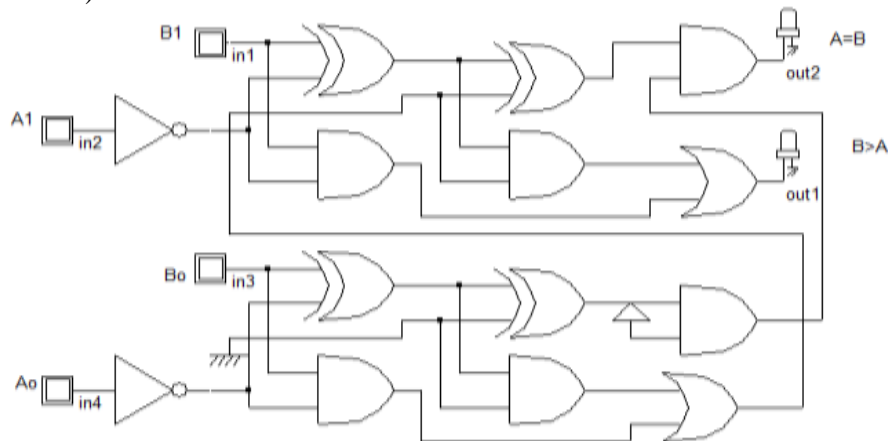 B1
in1
A=B
out2
A1
in2
B>A
out1
Bo
in3
Ao
in4